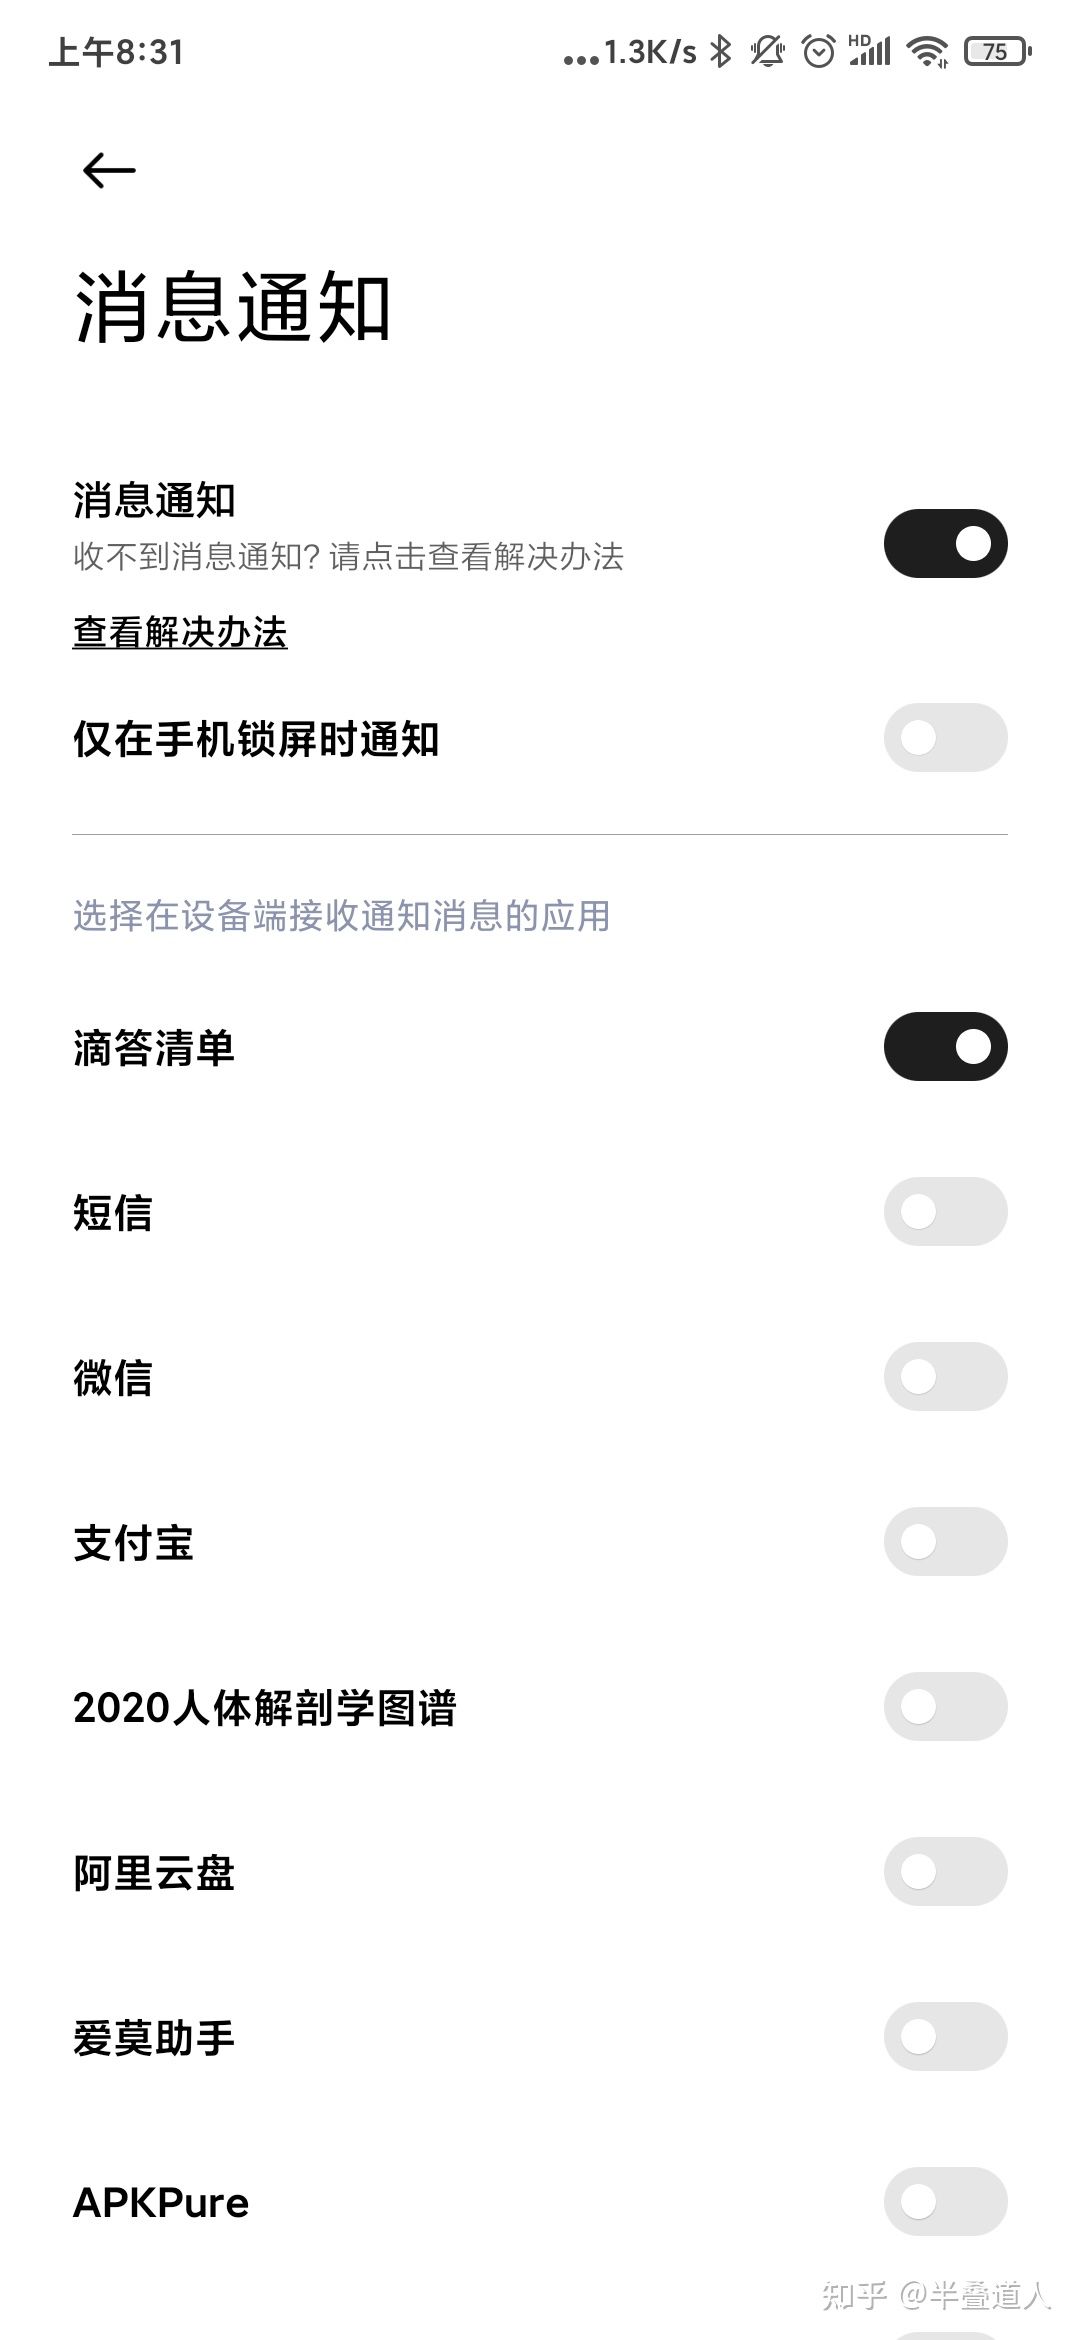 上午8:31
...1.3K/s HD 75
消息通知
消息通知
收不到消息通知? 请点击查看解决办法
查看解决办法
仅在手机锁屏时通知
选择在设备端接收通知消息的应用
滴答清单
短信
微信
支付宝
2020人体解剖学图谱
阿里云盘
爱莫助手
APKPure
知乎 @半叠道人